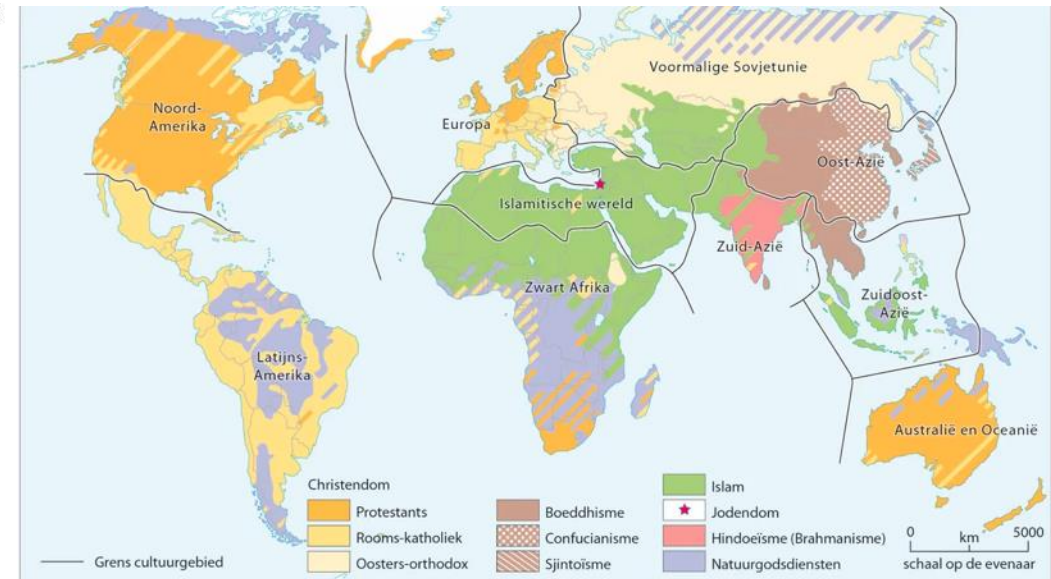 Noord-
Amerika
Europa
Voormalige Sovjetunie
Oost-Azië
Islamitische wereld
Zuid-Azië
Zwart Afrika
Zuidoost-
Azië
Latijns-
Amerika
Australië en Oceanië
Christendom
Protestants
Rooms-katholiek
Oosters-orthodox
Boeddhisme
Confucianisme
Sjintoïsme
Islam
Jodendom
Hindoeïsme (Brahmanisme)
Natuurgodsdiensten
Grens cultuurgebied
0 km 5000
schaal op de evenaar